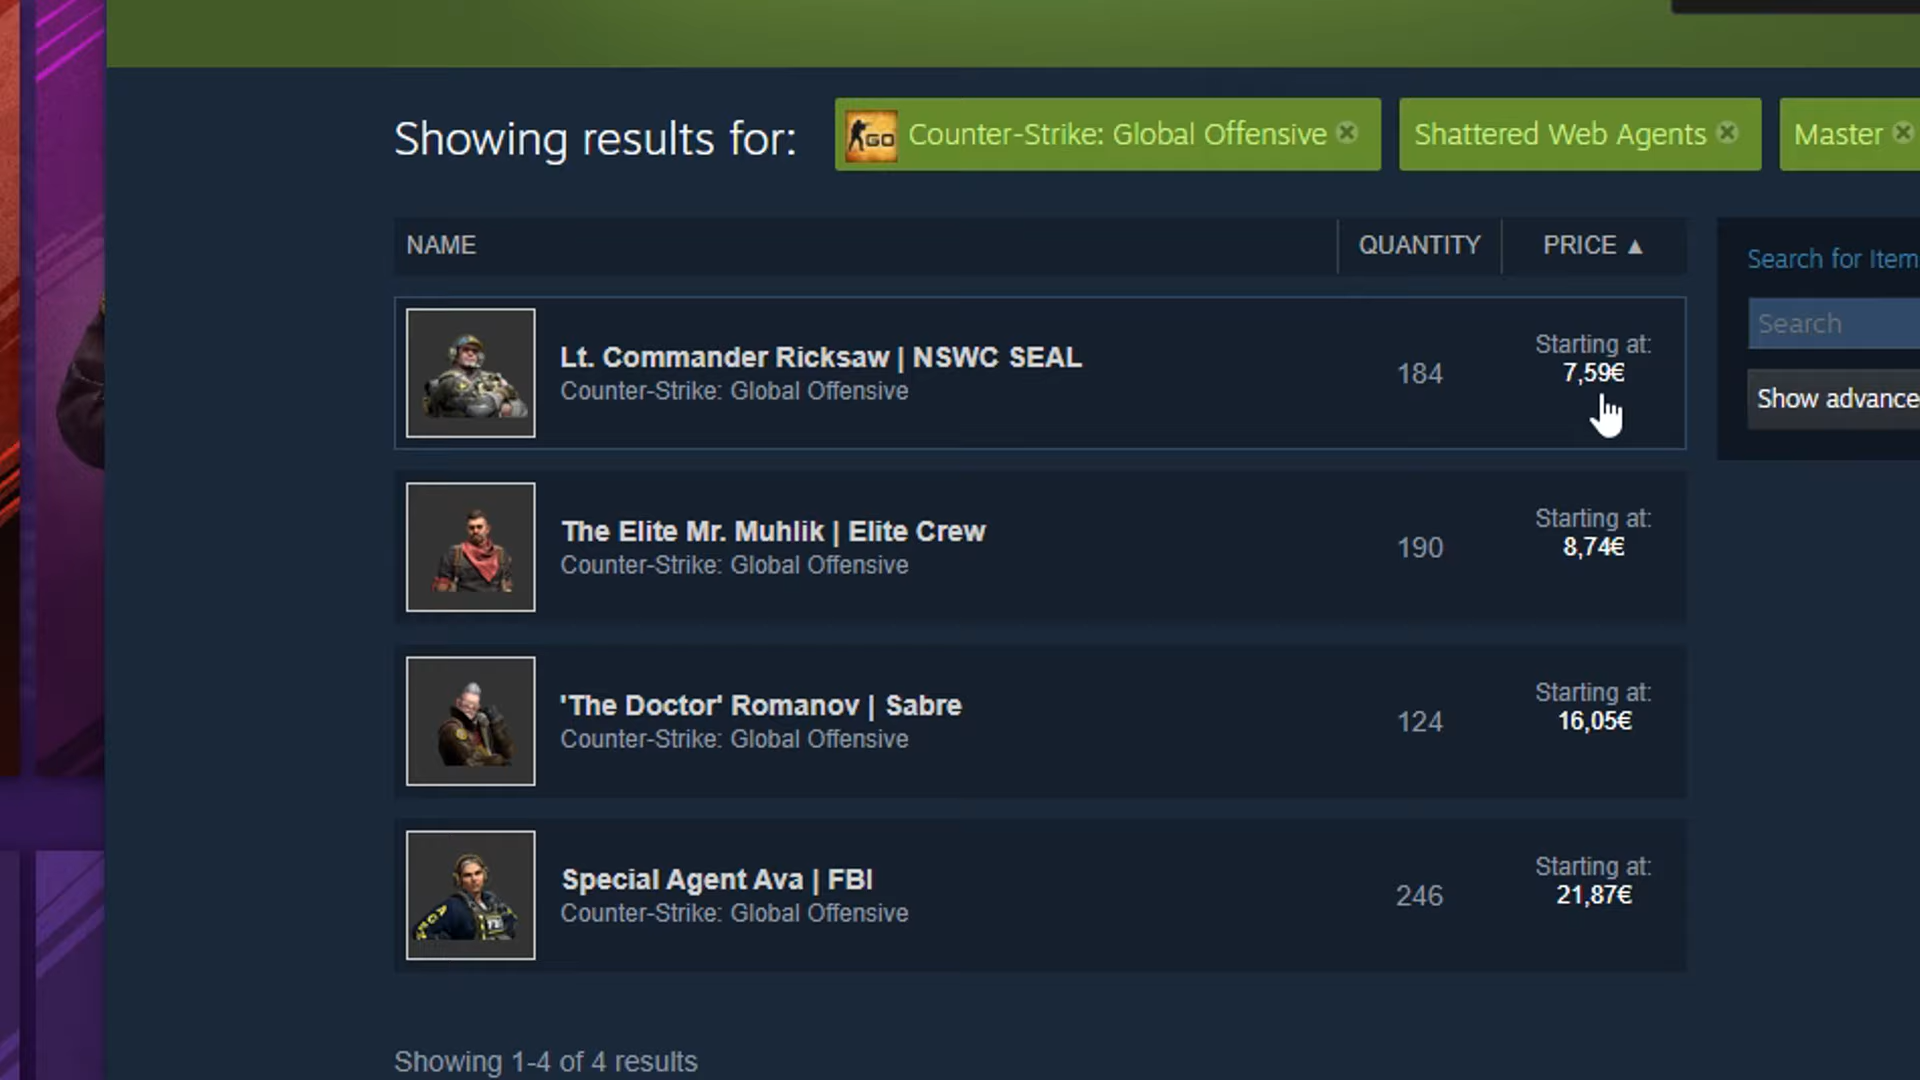 Showing results for:
GO Counter-Strike: Global Offensive
Shattered Web Agents
Master
NAME
QUANTITY
PRICE ▲
Lt. Commander Ricksaw | NSWC SEAL
Counter-Strike: Global Offensive
184
Starting at:
7,59€
The Elite Mr. Muhlik | Elite Crew
Counter-Strike: Global Offensive
190
Starting at:
8,74€
'The Doctor' Romanov | Sabre
Counter-Strike: Global Offensive
124
Starting at:
16,05€
Special Agent Ava | FBI
Counter-Strike: Global Offensive
246
Starting at:
21,87€
Showing 1-4 of 4 results
Search for Item
Search
Show advance